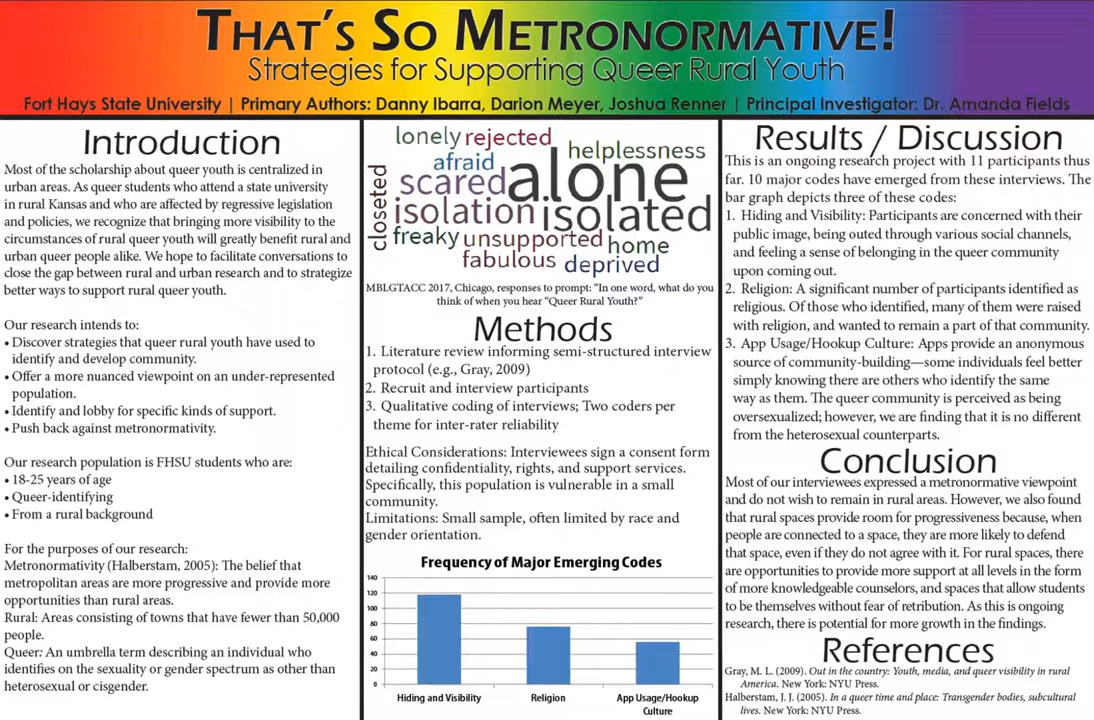 THAT'S SO METRONORMATIVE!
Strategies for Supporting Queer Rural Youth
Fort Hays State University | Primary Authors: Danny Ibarra, Darion Meyer, Joshua Renner | Principal Investigator: Dr. Amanda Fields
Introduction
Most of the scholarship about queer youth is centralized in
urban areas. As queer students who attend a state university
in rural Kansas and who are affected by regressive legislation
and policies, we recognize that bringing more visibility to the
circumstances of rural queer youth will greatly benefit rural and
urban queer people alike. We hope to facilitate conversations to
close the gap between rural and urban research and to strategize
better ways to support rural queer youth.
Our research intends to:
• Discover strategies that queer rural youth have used to
identify and develop community.
• Offer a more nuanced viewpoint on an under-represented
population.
• Identify and lobby for specific kinds of support.
• Push back against metronormativity.
Our research population is FHSU students who are:
• 18-25 years of age
• Queer-identifying
• From a rural background
For the purposes of our research:
Metronormativity (Halberstam, 2005): The belief that
metropolitan areas are more progressive and provide more
opportunities than rural areas.
Rural: Areas consisting of towns that have fewer than 50,000
people.
Queer: An umbrella term describing an individual who
identifies on the sexuality or gender spectrum as other than
heterosexual or cisgender.
lonely rejected
afraid alone helplessness
closeted scared
isolation isolated
freaky unsupported home
fabulous deprived
MBLGTACC 2017, Chicago, responses to prompt: "In one word, what do you
think of when you hear "Queer Rural Youth?"
Methods
1. Literature review informing semi-structured interview
protocol (e.g., Gray, 2009)
2. Recruit and interview participants
3. Qualitative coding of interviews; Two coders per
theme for inter-rater reliability
Ethical Considerations: Interviewees sign a consent form
detailing confidentiality, rights, and support services.
Specifically, this population is vulnerable in a small
community.
Limitations: Small sample, often limited by race and
gender orientation.
Frequency of Major Emerging Codes
140
120
100
80
60
40
20
0
Hiding and Visibility Religion App Usage/Hookup
Culture
Results / Discussion
This is an ongoing research project with 11 participants thus
far. 10 major codes have emerged from these interviews. The
bar graph depicts three of these codes:
1. Hiding and Visibility: Participants are concerned with their
public image, being outed through various social channels,
and feeling a sense of belonging in the queer community
upon coming out.
2. Religion: A significant number of participants identified as
religious. Of those who identified, many of them were raised
with religion, and wanted to remain a part of that community.
3. App Usage/Hookup Culture: Apps provide an anonymous
source of community-building—some individuals feel better
simply knowing there are others who identify the same
way as them. The queer community is perceived as being
oversexualized; however, we are finding that it is no different
from the heterosexual counterparts.
Conclusion
Most of our interviewees expressed a metronormative viewpoint
and do not wish to remain in rural areas. However, we also found
that rural spaces provide room for progressiveness because, when
people are connected to a space, they are more likely to defend
that space, even if they do not agree with it. For rural spaces, there
are opportunities to provide more support at all levels in the form
of more knowledgeable counselors, and spaces that allow students
to be themselves without fear of retribution. As this is ongoing
research, there is potential for more growth in the findings.
References
Gray, M. L. (2009). Out in the country: Youth, media, and queer visibility in rural
America. New York: NYU Press.
Halberstam, J. J. (2005). In a queer time and place: Transgender bodies, subcultural
lives. New York: NYU Press.